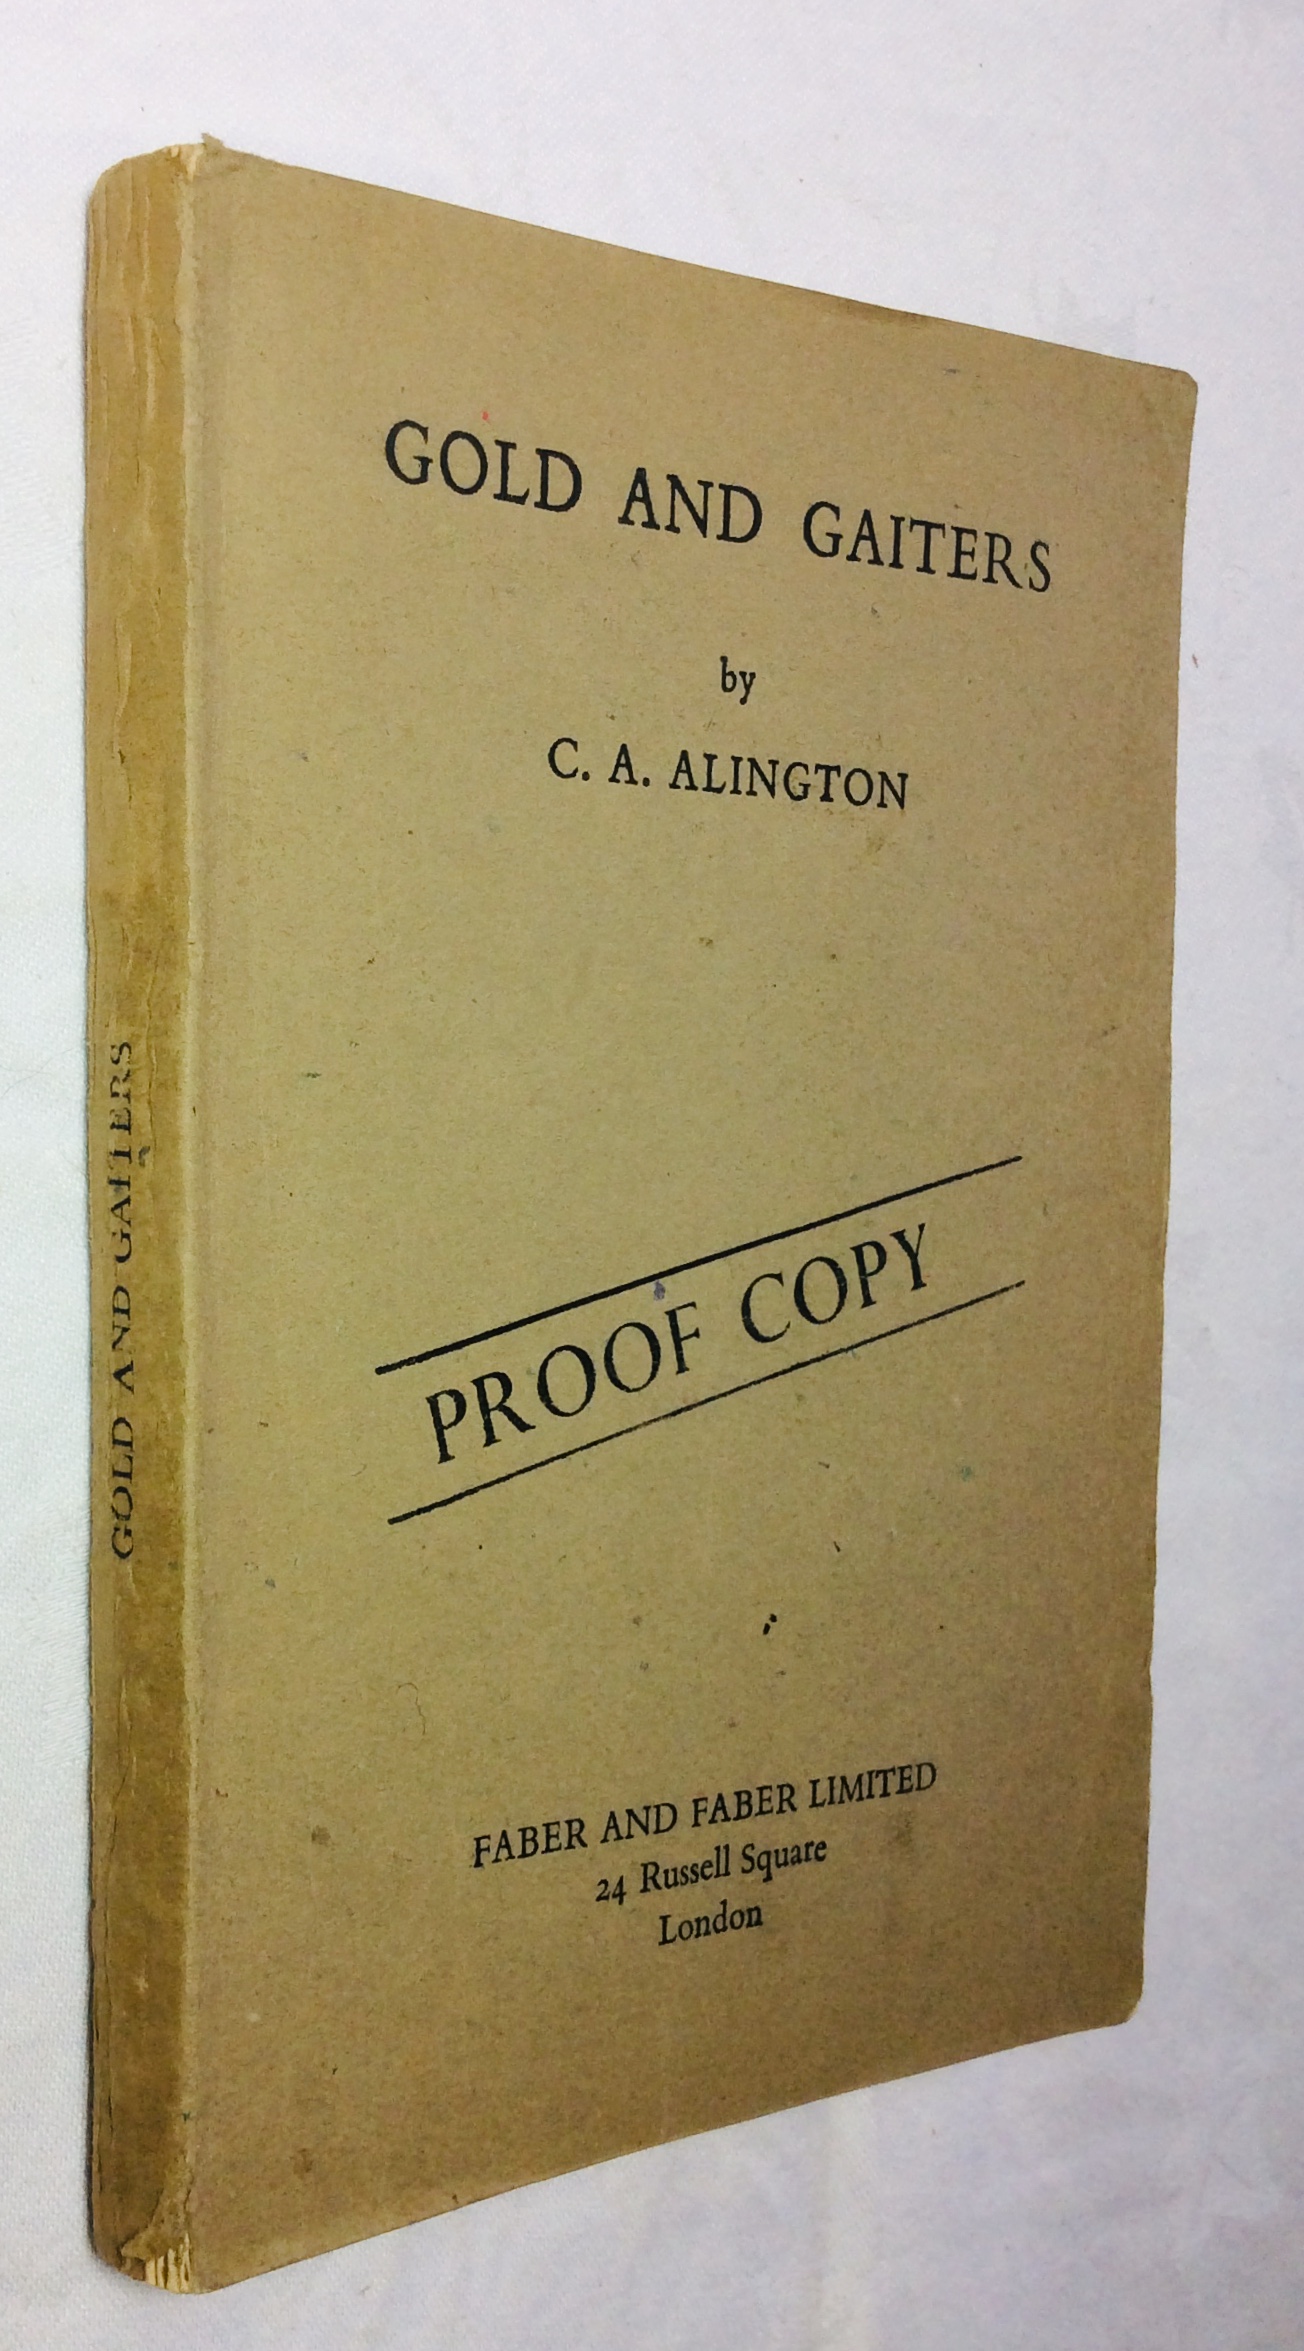 GOLD AND GAITERS
by
C. A. ALINGTON
PROOF COPY
FABER AND FABER LIMITED
24 Russell Square
London
GOLD AND GAITERS